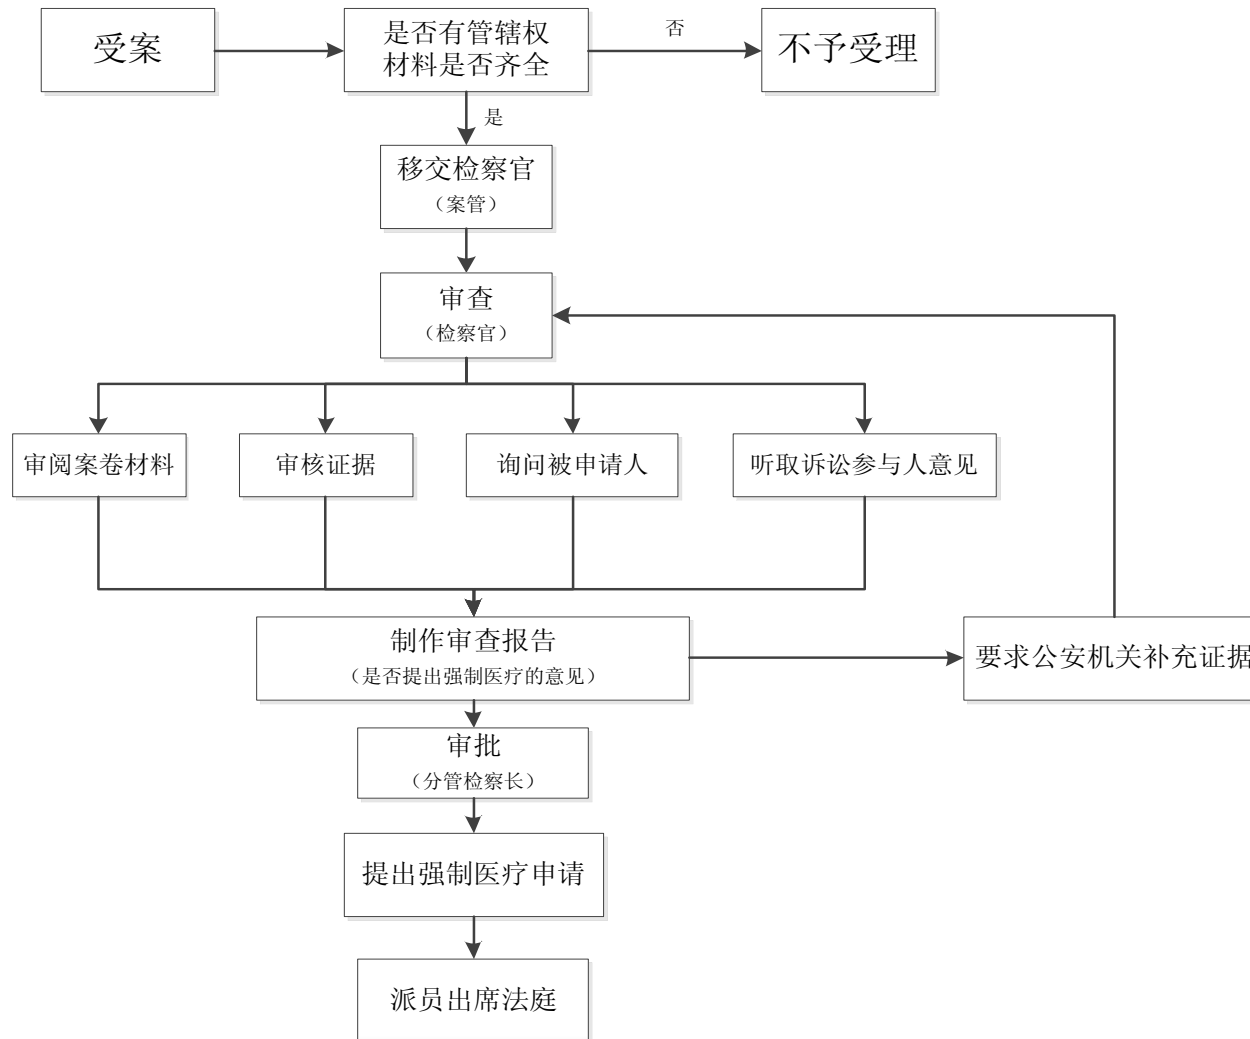 受案
是否有管辖权
材料是否齐全
否
不予受理
是
移交检察官
（案管）
审查
（检察官）
审阅案卷材料
审核证据
询问被申请人
听取诉讼参与人意见
制作审查报告
（是否提出强制医疗的意见）
要求公安机关补充证据
审批
（分管检察长）
提出强制医疗申请
派员出席法庭